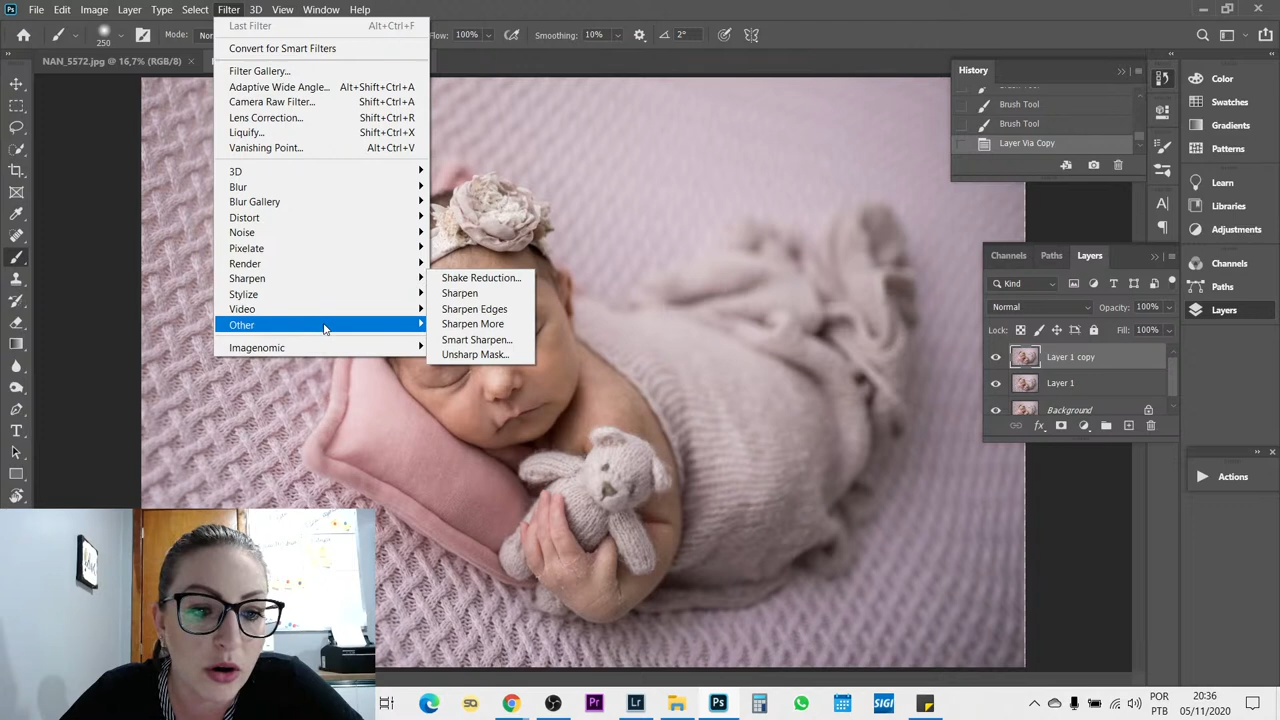 Ps File Edit Image Layer Type Select Filter 3D View Window Help
250 Mode: Flow: 100% Smoothing: 10% 2°
NAN_5572.jpg @ 16,7% (RGB/8) ×
Last Filter Alt+Ctrl+F
Convert for Smart Filters
Filter Gallery...
Adaptive Wide Angle... Alt+Shift+Ctrl+A
Camera Raw Filter... Shift+Ctrl+A
Lens Correction... Shift+Ctrl+R
Liquify... Shift+Ctrl+X
Vanishing Point... Alt+Ctrl+V
3D
Blur
Blur Gallery
Distort
Noise
Pixelate
Render
Sharpen
Stylize
Video
Other
Imagenomic
Shake Reduction...
Sharpen
Sharpen Edges
Sharpen More
Smart Sharpen...
Unsharp Mask...
History
Brush Tool
Brush Tool
Layer Via Copy
Channels Paths Layers
Kind
Normal Opacity: 100%
Lock: Fill: 100%
Layer 1 copy
Layer 1
Background
Color
Swatches
Gradients
Patterns
Learn
Libraries
Adjustments
Channels
Paths
Layers
Actions
Pr Lr Ps SIGI
POR 20:36
PTB 05/11/2020